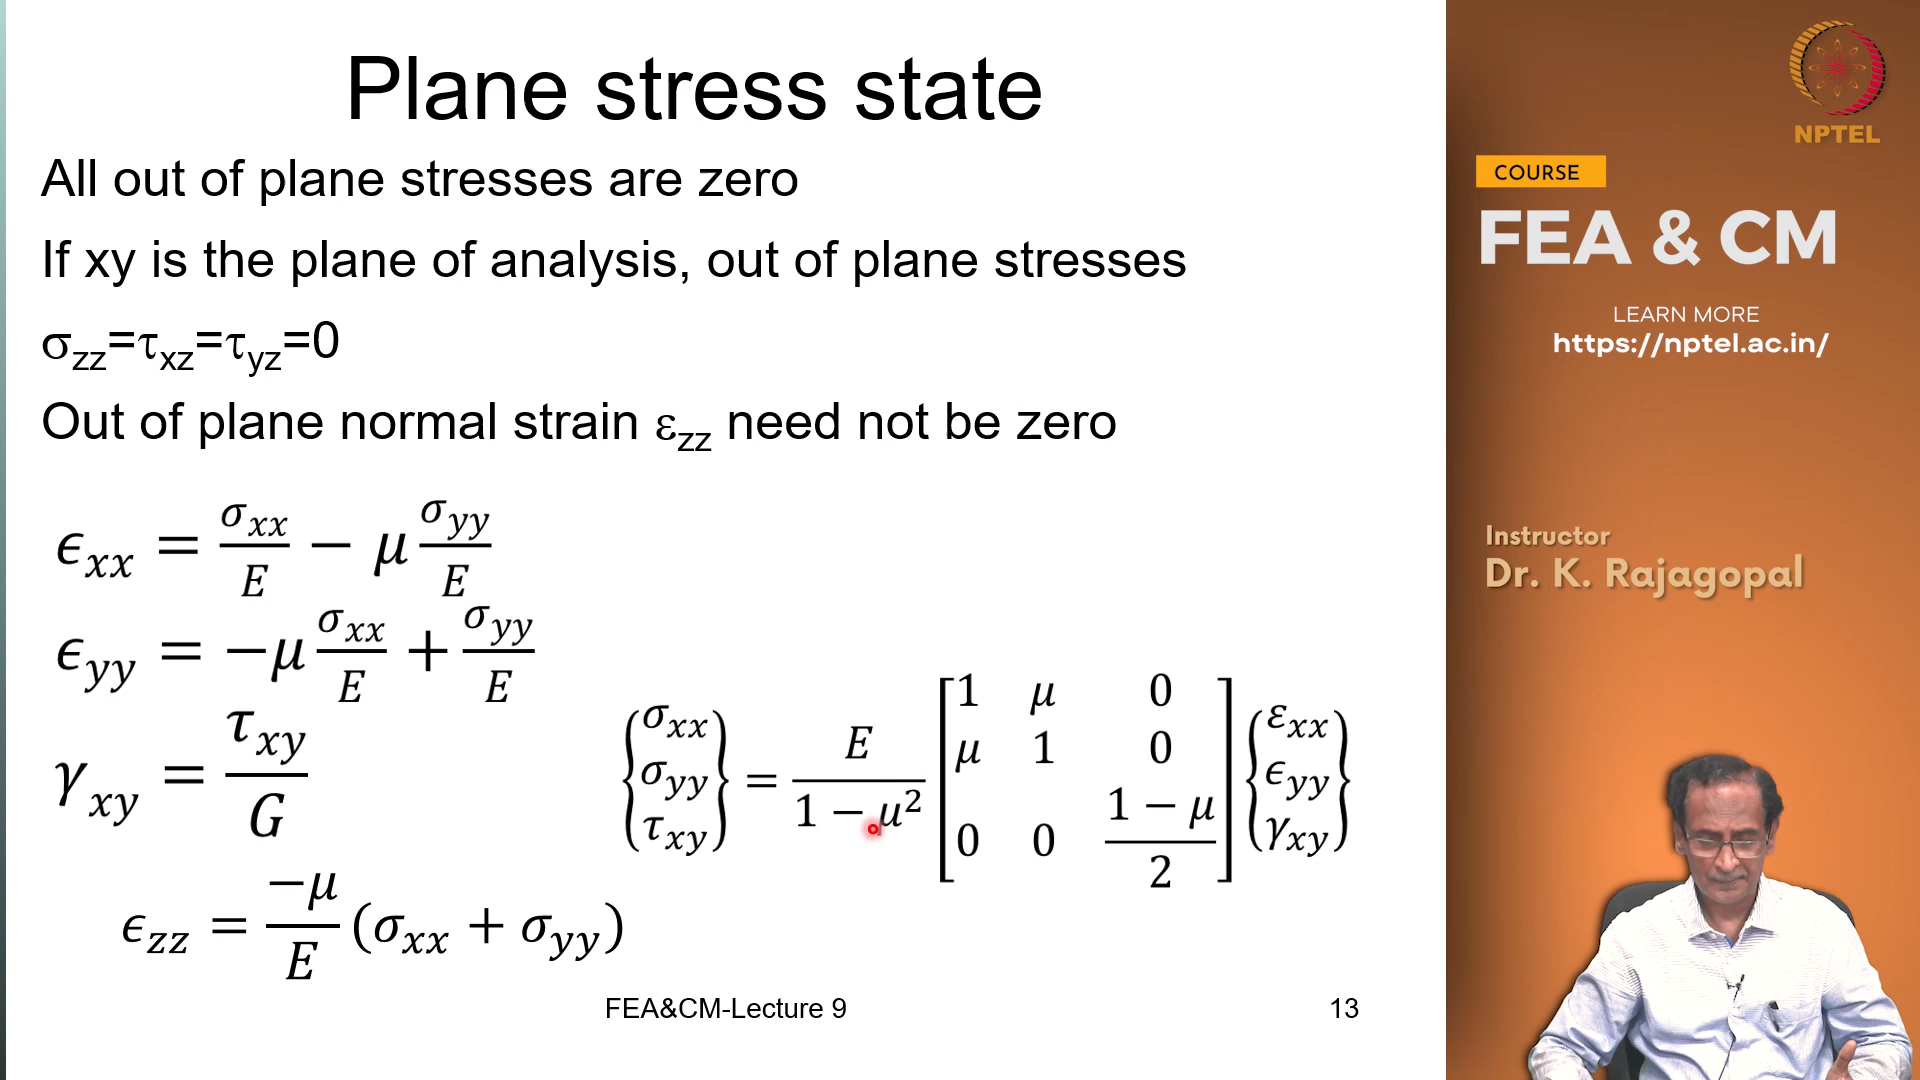 Plane stress state
All out of plane stresses are zero
If xy is the plane of analysis, out of plane stresses
σzz=τxz=τyz=0
Out of plane normal strain εzz need not be zero
ϵxx = σxx/E − μ σyy/E
ϵyy = −μ σxx/E + σyy/E
γxy = τxy/G
ϵzz = −μ/E (σxx + σyy)
{σxx σyy τxy} = E/(1 − μ²) [1 μ 0; μ 1 0; 0 0 (1 − μ)/2] {εxx ϵyy γxy}
FEA&CM-Lecture 9
13
NPTEL
COURSE
FEA & CM
LEARN MORE
https://nptel.ac.in/
Instructor
Dr. K. Rajagopal